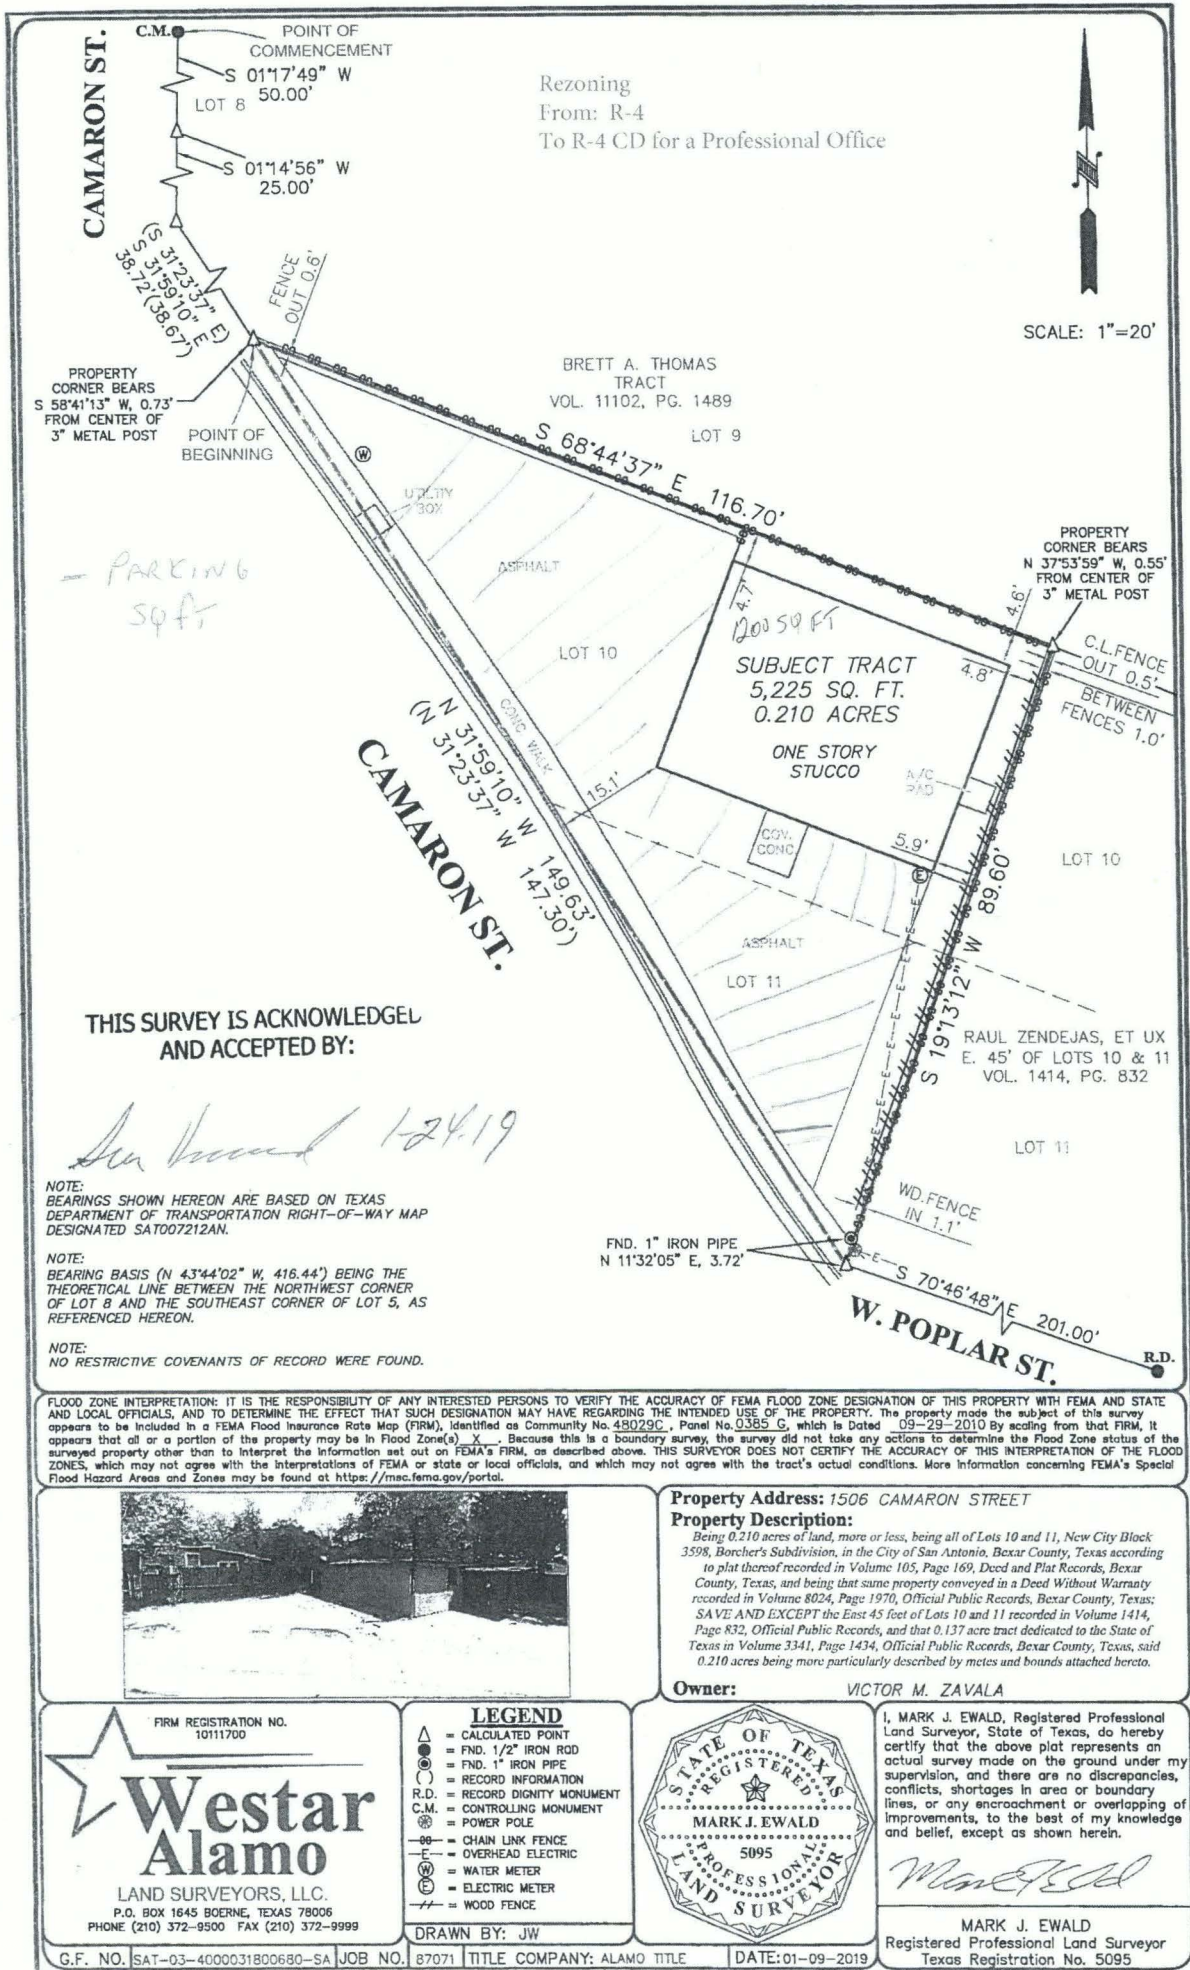 C.M.
POINT OF
COMMENCEMENT
S 01°17'49" W
50.00'
LOT 8
S 01°14'56" W
25.00'
CAMARON ST.
(S 31°23'37" E)
S 31°59'10" E
38.72'(38.67')
Rezoning
From: R-4
To R-4 CD for a Professional Office
SCALE: 1"=20'
FENCE
OUT 0.6'
PROPERTY
CORNER BEARS
S 58°41'13" W, 0.73'
FROM CENTER OF
3" METAL POST
POINT OF
BEGINNING
BRETT A. THOMAS
TRACT
VOL. 11102, PG. 1489
LOT 9
S 68°44'37" E 116.70'
W
UTILITY
BOX
ASPHALT
- PARKING
Sq ft
PROPERTY
CORNER BEARS
N 37°53'59" W, 0.55'
FROM CENTER OF
3" METAL POST
4.7'
1200 SQ FT
4.6'
4.8'
C.L.FENCE
OUT 0.5'
BETWEEN
FENCES 1.0'
LOT 10
SUBJECT TRACT
5,225 SQ. FT.
0.210 ACRES
ONE STORY
STUCCO
A/C
PAD
CONC WALK
N 31°59'10" W 149.63'
(N 31°23'37" W 147.30')
CAMARON ST.
15.1'
COV.
CONC
5.9'
E
LOT 10
S 19°13'12" W 89.60'
ASPHALT
LOT 11
RAUL ZENDEJAS, ET UX
E. 45' OF LOTS 10 & 11
VOL. 1414, PG. 832
LOT 11
THIS SURVEY IS ACKNOWLEDGED
AND ACCEPTED BY:
1-24-19
WD.FENCE
IN 1.1'
FND. 1" IRON PIPE
N 11°32'05" E, 3.72'
S 70°46'48" E 201.00'
W. POPLAR ST.
R.D.
NOTE:
BEARINGS SHOWN HEREON ARE BASED ON TEXAS
DEPARTMENT OF TRANSPORTATION RIGHT-OF-WAY MAP
DESIGNATED SAT007212AN.
NOTE:
BEARING BASIS (N 43°44'02" W, 416.44') BEING THE
THEORETICAL LINE BETWEEN THE NORTHWEST CORNER
OF LOT 8 AND THE SOUTHEAST CORNER OF LOT 5, AS
REFERENCED HEREON.
NOTE:
NO RESTRICTIVE COVENANTS OF RECORD WERE FOUND.
FLOOD ZONE INTERPRETATION: IT IS THE RESPONSIBILITY OF ANY INTERESTED PERSONS TO VERIFY THE ACCURACY OF FEMA FLOOD ZONE DESIGNATION OF THIS PROPERTY WITH FEMA AND STATE
AND LOCAL OFFICIALS, AND TO DETERMINE THE EFFECT THAT SUCH DESIGNATION MAY HAVE REGARDING THE INTENDED USE OF THE PROPERTY. The property made the subject of this survey
appears to be included in a FEMA Flood Insurance Rate Map (FIRM), identified as Community No. 48029C, Panel No. 0385 G, which is Dated 09-29-2010 By scaling from that FIRM, it
appears that all or a portion of the property may be in Flood Zone(s) X. Because this is a boundary survey, the survey did not take any actions to determine the Flood Zone status of the
surveyed property other than to interpret the information set out on FEMA's FIRM, as described above. THIS SURVEYOR DOES NOT CERTIFY THE ACCURACY OF THIS INTERPRETATION OF THE FLOOD
ZONES, which may not agree with the interpretations of FEMA or state or local officials, and which may not agree with the tract's actual conditions. More information concerning FEMA's Special
Flood Hazard Areas and Zones may be found at https://msc.fema.gov/portal.
Property Address: 1506 CAMARON STREET
Property Description:
Being 0.210 acres of land, more or less, being all of Lots 10 and 11, New City Block
3598, Borcher's Subdivision, in the City of San Antonio, Bexar County, Texas according
to plat thereof recorded in Volume 105, Page 169, Deed and Plat Records, Bexar
County, Texas, and being that same property conveyed in a Deed Without Warranty
recorded in Volume 8024, Page 1970, Official Public Records, Bexar County, Texas;
SAVE AND EXCEPT the East 45 feet of Lots 10 and 11 recorded in Volume 1414,
Page 832, Official Public Records, and that 0.137 acre tract dedicated to the State of
Texas in Volume 3341, Page 1434, Official Public Records, Bexar County, Texas, said
0.210 acres being more particularly described by metes and bounds attached hereto.
Owner: VICTOR M. ZAVALA
FIRM REGISTRATION NO.
10111700
Westar
Alamo
LAND SURVEYORS, LLC.
P.O. BOX 1645 BOERNE, TEXAS 78006
PHONE (210) 372-9500 FAX (210) 372-9999
LEGEND
= CALCULATED POINT
= FND. 1/2" IRON ROD
= FND. 1" IRON PIPE
( ) = RECORD INFORMATION
R.D. = RECORD DIGNITY MONUMENT
C.M. = CONTROLLING MONUMENT
= POWER POLE
= CHAIN LINK FENCE
-E- = OVERHEAD ELECTRIC
W = WATER METER
E = ELECTRIC METER
-//- = WOOD FENCE
DRAWN BY: JW
STATE OF TEXAS
REGISTERED
MARK J. EWALD
5095
PROFESSIONAL
LAND SURVEYOR
I, MARK J. EWALD, Registered Professional
Land Surveyor, State of Texas, do hereby
certify that the above plat represents an
actual survey made on the ground under my
supervision, and there are no discrepancies,
conflicts, shortages in area or boundary
lines, or any encroachment or overlapping of
improvements, to the best of my knowledge
and belief, except as shown herein.
MARK J. EWALD
Registered Professional Land Surveyor
Texas Registration No. 5095
G.F. NO. SAT-03-4000031800680-SA JOB NO. 87071 TITLE COMPANY: ALAMO TITLE DATE: 01-09-2019